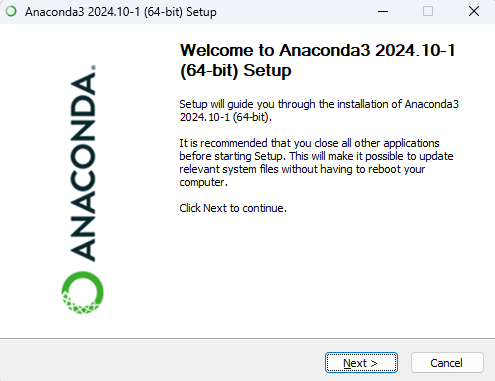 Anaconda3 2024.10-1 (64-bit) Setup
Welcome to Anaconda3 2024.10-1
(64-bit) Setup
Setup will guide you through the installation of Anaconda3
2024.10-1 (64-bit).
It is recommended that you close all other applications
before starting Setup. This will make it possible to update
relevant system files without having to reboot your
computer.
Click Next to continue.
ANACONDA.
Next >
Cancel